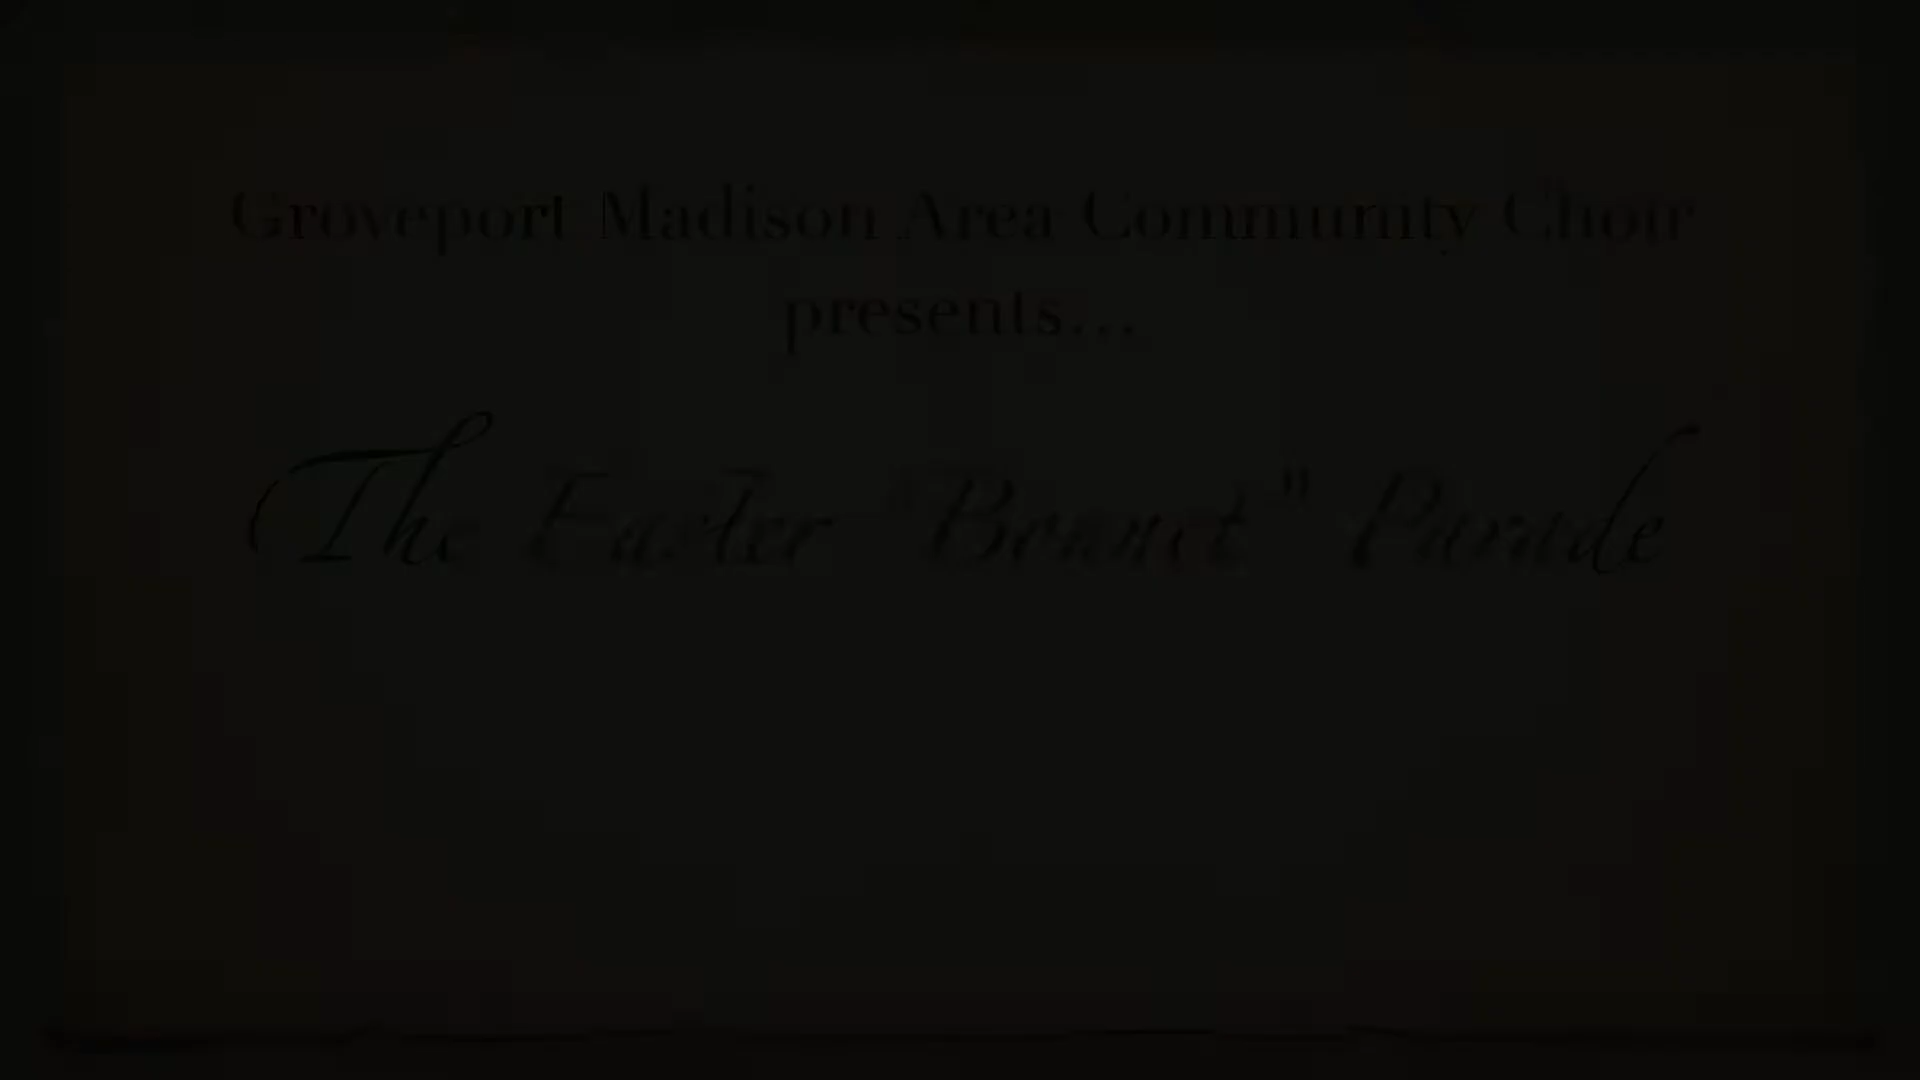 Groveport Madison Area Community Choir
presents...
The Easter "Bonnet" Parade